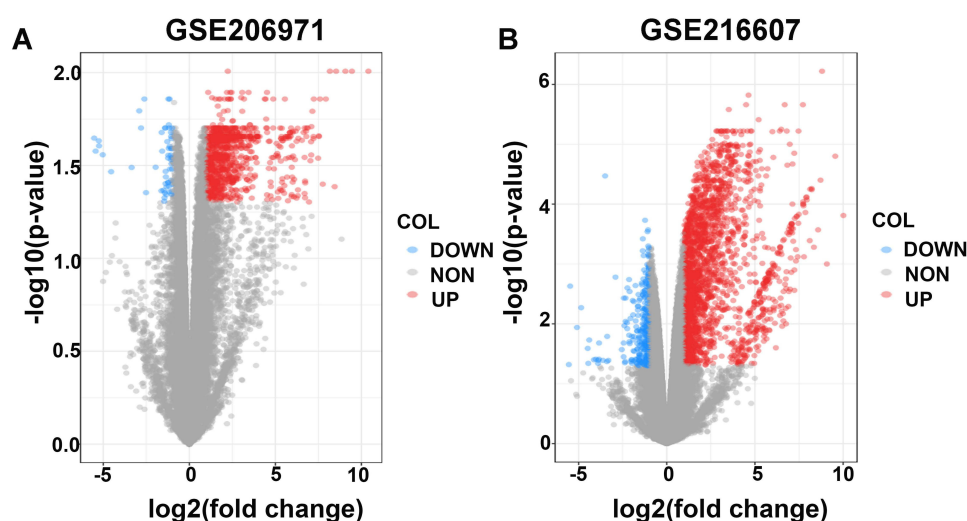 A
GSE206971
-log10(p-value)
2.0
1.5
1.0
0.5
0.0
-5
0
5
10
log2(fold change)
COL
DOWN
NON
UP
B
GSE216607
-log10(p-value)
6
4
2
0
-5
0
5
10
log2(fold change)
COL
DOWN
NON
UP